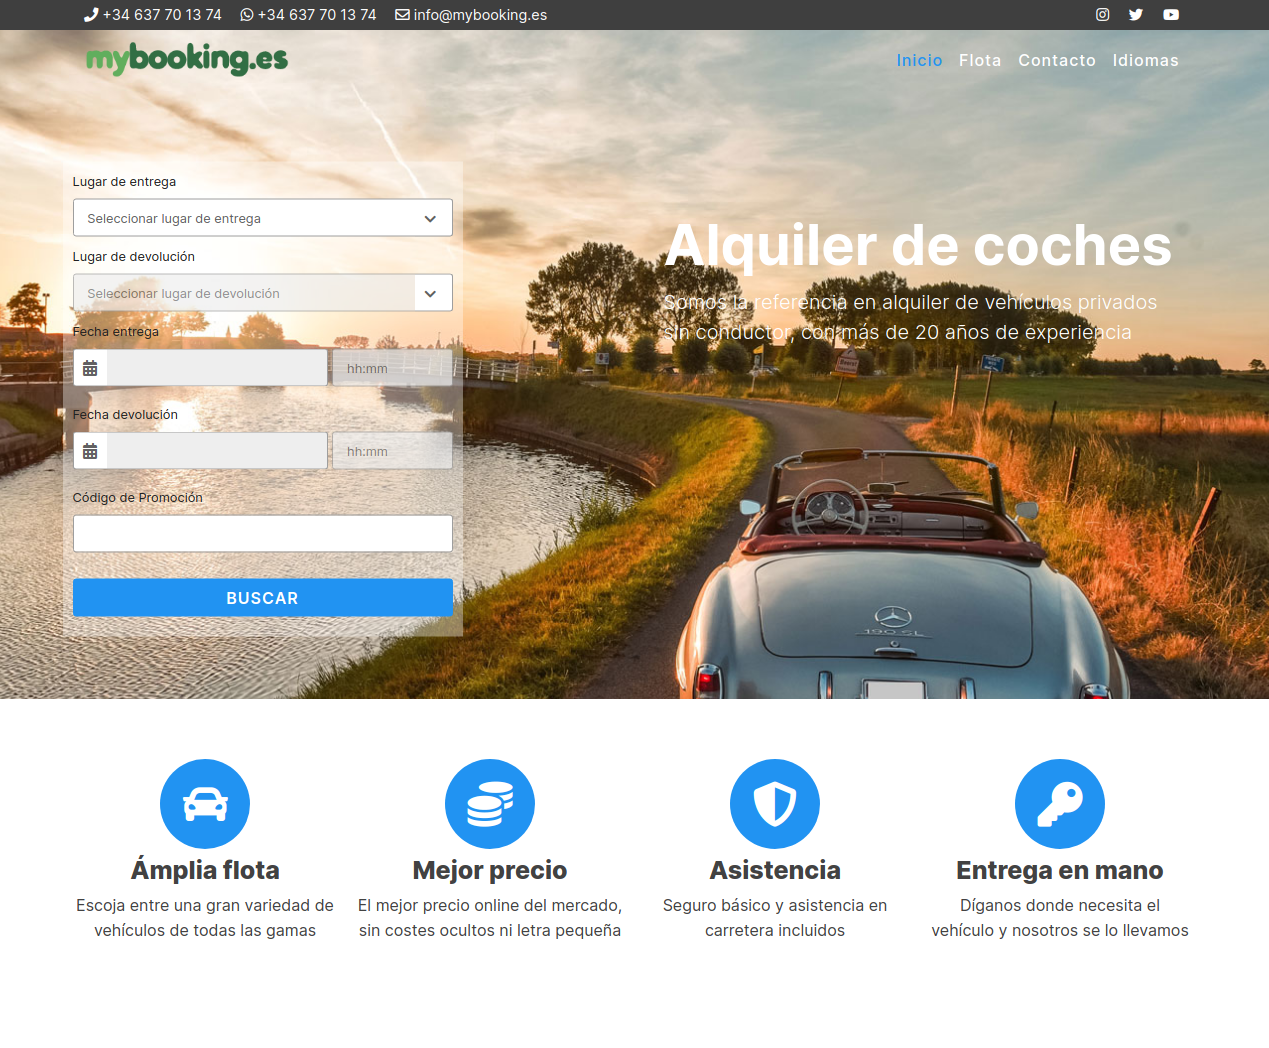 +34 637 70 13 74 +34 637 70 13 74 info@mybooking.es
mybooking.es
Inicio Flota Contacto Idiomas
Lugar de entrega
Seleccionar lugar de entrega
Lugar de devolución
Seleccionar lugar de devolución
Fecha entrega
hh:mm
Fecha devolución
hh:mm
Código de Promoción
BUSCAR
Alquiler de coches
Somos la referencia en alquiler de vehículos privados
sin conductor, con más de 20 años de experiencia
190 SL
Ámplia flota
Escoja entre una gran variedad de
vehículos de todas las gamas
Mejor precio
El mejor precio online del mercado,
sin costes ocultos ni letra pequeña
Asistencia
Seguro básico y asistencia en
carretera incluidos
Entrega en mano
Díganos donde necesita el
vehículo y nosotros se lo llevamos